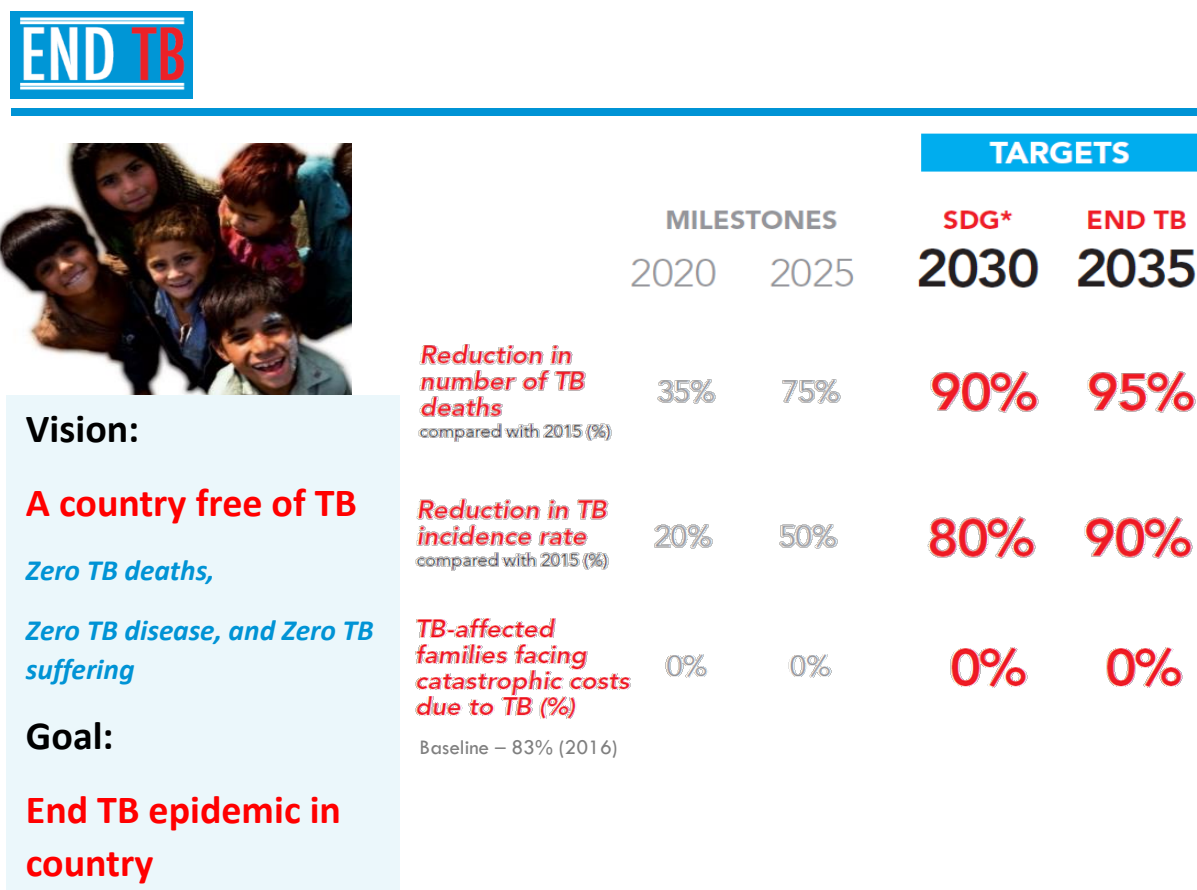 END TB
TARGETS
MILESTONES
SDG*
END TB
2020
2025
2030
2035
Reduction in
number of TB
deaths
compared with 2015 (%)
35%
75%
90%
95%
Reduction in TB
incidence rate
compared with 2015 (%)
20%
50%
80%
90%
TB-affected
families facing
catastrophic costs
due to TB (%)
0%
0%
0%
0%
Baseline – 83% (2016)
Vision:
A country free of TB
Zero TB deaths,
Zero TB disease, and Zero TB
suffering
Goal:
End TB epidemic in
country